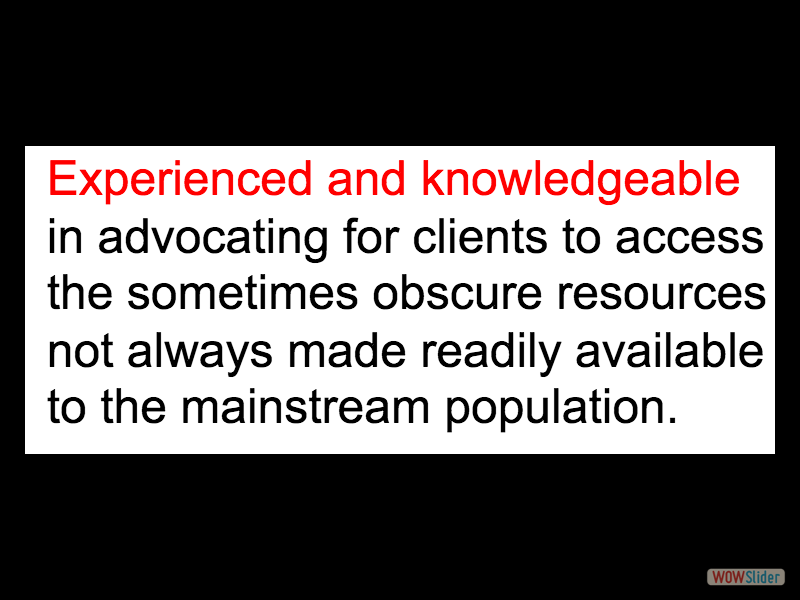 Experienced and knowledgeable
in advocating for clients to access
the sometimes obscure resources
not always made readily available
to the mainstream population.
WOWSlider